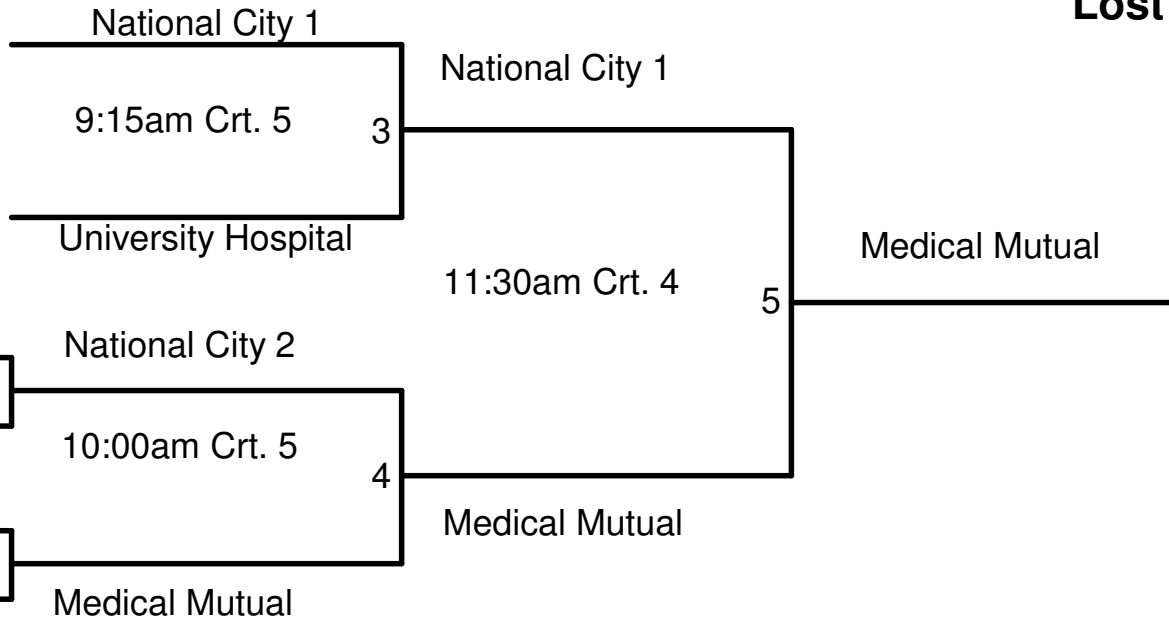 Lost
National City 1
National City 1
9:15am Crt. 5
3
University Hospital
Medical Mutual
11:30am Crt. 4
5
National City 2
10:00am Crt. 5
4
Medical Mutual
Medical Mutual